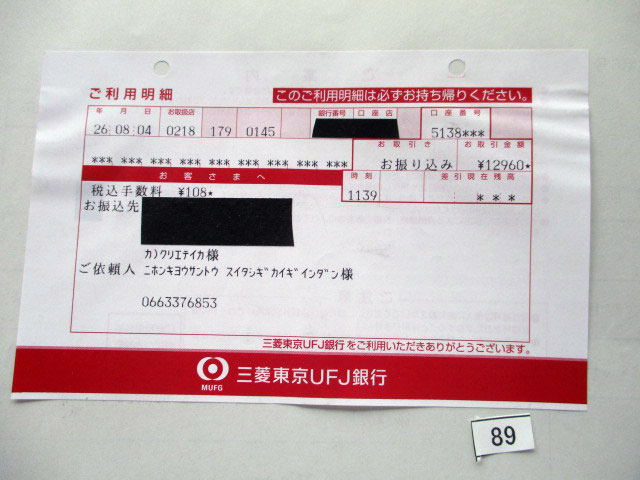 ご利用明細
このご利用明細は必ずお持ち帰りください。
年 月 日 お取扱店 銀行番号 口座店 口座番号
26.08.04 0218 179 0145 5138***
お取引き お取引金額
*** *** *** *** *** *** *** *** *** *** お振り込み ¥12960*
お客さまへ 時刻 差引現在残高
1139 ***
税込手数料 ¥108*
お振込先
カ)クリエテイカ様
ご依頼人 ニホンキヨウサントウ スイタシギカイギインダン様
0663376853
三菱東京UFJ銀行をご利用いただきありがとうございます。
MUFG 三菱東京UFJ銀行
89